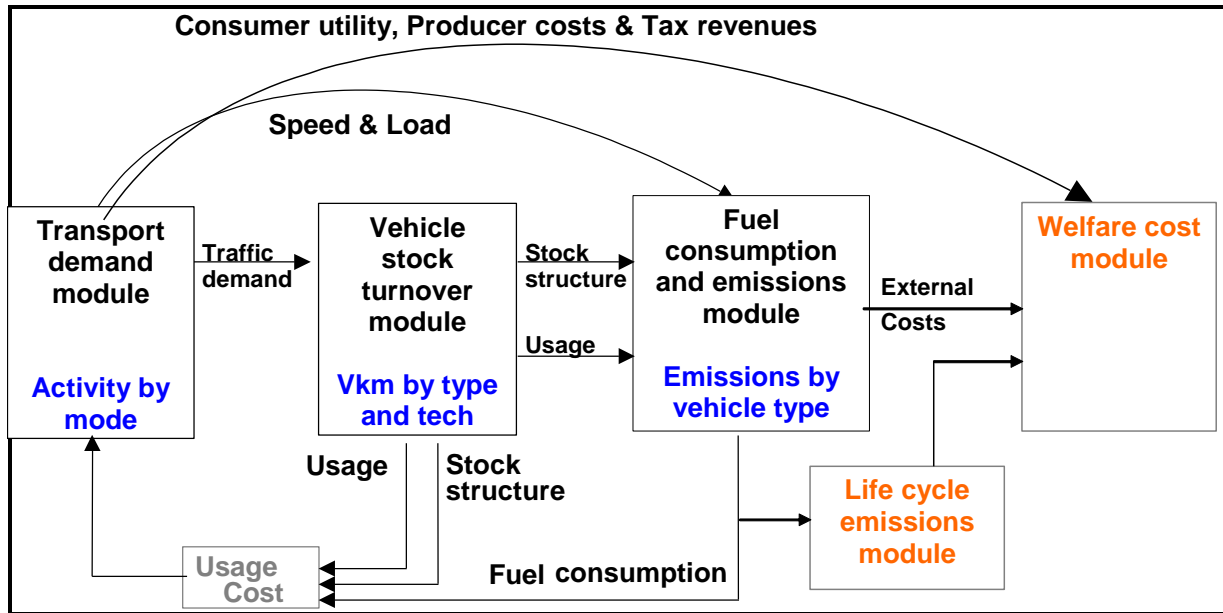 Consumer utility, Producer costs & Tax revenues
Speed & Load
Transport
demand
module
Activity by
mode
Traffic
demand
Vehicle
stock
turnover
module
Vkm by type
and tech
Stock
structure
Usage
Fuel
consumption
and emissions
module
Emissions by
vehicle type
External
Costs
Welfare cost
module
Usage
Stock
structure
Life cycle
emissions
module
Usage
Cost
Fuel consumption